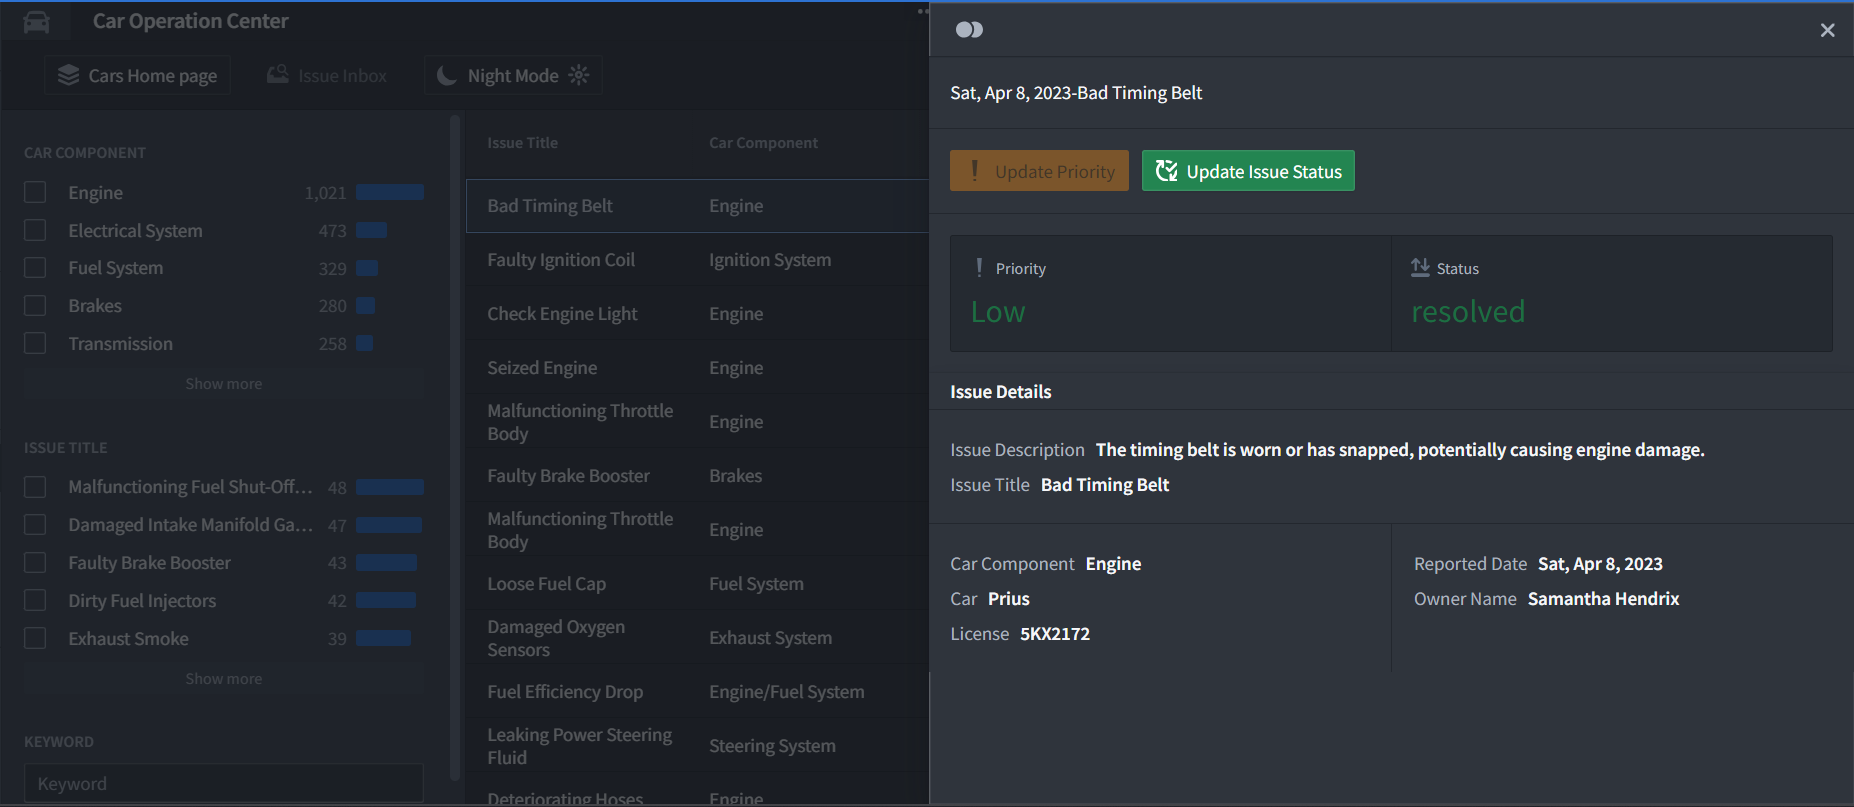 Car Operation Center
Cars Home page
Issue Inbox
Night Mode
CAR COMPONENT
Engine 1,021
Electrical System 473
Fuel System 329
Brakes 280
Transmission 258
Show more
ISSUE TITLE
Malfunctioning Fuel Shut-Off... 48
Damaged Intake Manifold Ga... 47
Faulty Brake Booster 43
Dirty Fuel Injectors 42
Exhaust Smoke 39
Show more
KEYWORD
Keyword
Issue Title Car Component
Bad Timing Belt Engine
Faulty Ignition Coil Ignition System
Check Engine Light Engine
Seized Engine Engine
Malfunctioning Throttle
Body Engine
Faulty Brake Booster Brakes
Malfunctioning Throttle
Body Engine
Loose Fuel Cap Fuel System
Damaged Oxygen
Sensors Exhaust System
Fuel Efficiency Drop Engine/Fuel System
Leaking Power Steering
Fluid Steering System
Deteriorating Hoses Engine
Sat, Apr 8, 2023-Bad Timing Belt
Update Priority
Update Issue Status
Priority
Low
Status
resolved
Issue Details
Issue Description The timing belt is worn or has snapped, potentially causing engine damage.
Issue Title Bad Timing Belt
Car Component Engine
Car Prius
License 5KX2172
Reported Date Sat, Apr 8, 2023
Owner Name Samantha Hendrix